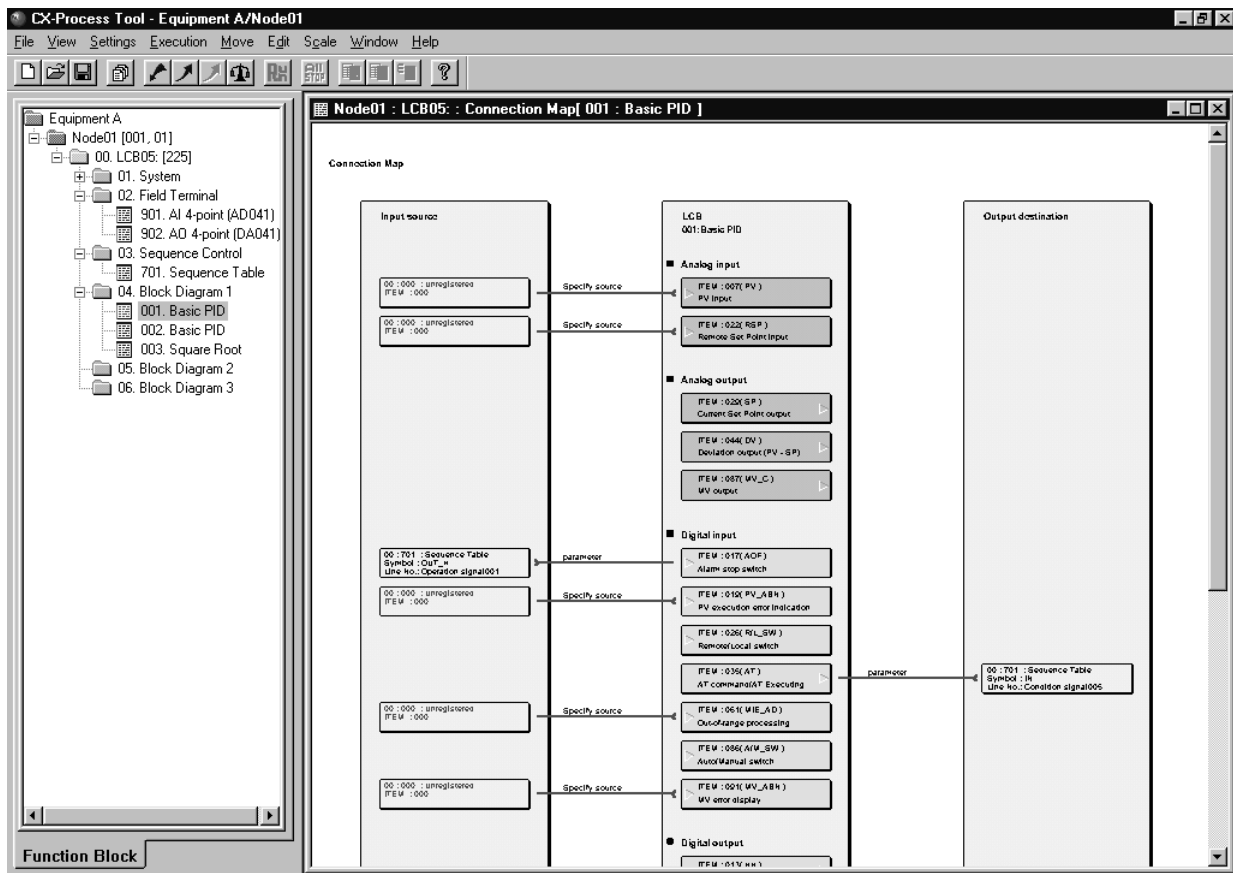 CX-Process Tool - Equipment A/Node01
File View Settings Execution Move Edit Scale Window Help
Equipment A
Node01 [001, 01]
00. LCB05: [225]
01. System
02. Field Terminal
901. AI 4-point (AD041)
902. AO 4-point (DA041)
03. Sequence Control
701. Sequence Table
04. Block Diagram 1
001. Basic PID
002. Basic PID
003. Square Root
05. Block Diagram 2
06. Block Diagram 3
Function Block
Node01 : LCB05: : Connection Map[ 001 : Basic PID ]
Connection Map
Input source
LCB
001:Basic PID
Output destination
Analog input
00 :000 : unregistered
ITEM :000
Specify source
ITEM :007( PV )
PV Input
00 :000 : unregistered
ITEM :000
Specify source
ITEM :022( RSP )
Remote Set Point Input
Analog output
ITEM :029( SP )
Current Set Point output
ITEM :044( DV )
Deviation output (PV - SP)
ITEM :087( MV_C )
MV output
Digital input
00 :701 : Sequence Table
Symbol : OUT_n
Line No.:Operation signal001
parameter
ITEM :017( AOF )
Alarm stop switch
00 :000 : unregistered
ITEM :000
Specify source
ITEM :019( PV_ABN )
PV execution error indication
ITEM :026( R/L_SW )
Remote/Local switch
ITEM :035( AT )
AT command/AT Executing
parameter
00 :701 : Sequence Table
Symbol : IN
Line No.:Condition signal005
00 :000 : unregistered
ITEM :000
Specify source
ITEM :061( MIE_AD )
Out-of-range processing
ITEM :086( A/M_SW )
Auto/Manual switch
00 :000 : unregistered
ITEM :000
Specify source
ITEM :091( MV_ABN )
MV error display
Digital output